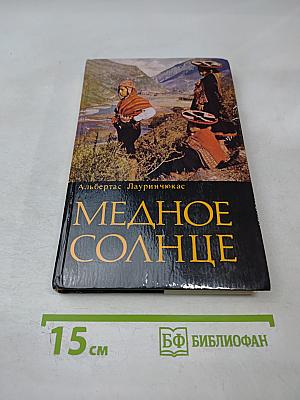 Альбертас Лауринчюкас
МЕДНОЕ
СОЛНЦЕ
15 см
БФ БИБЛИОФАН